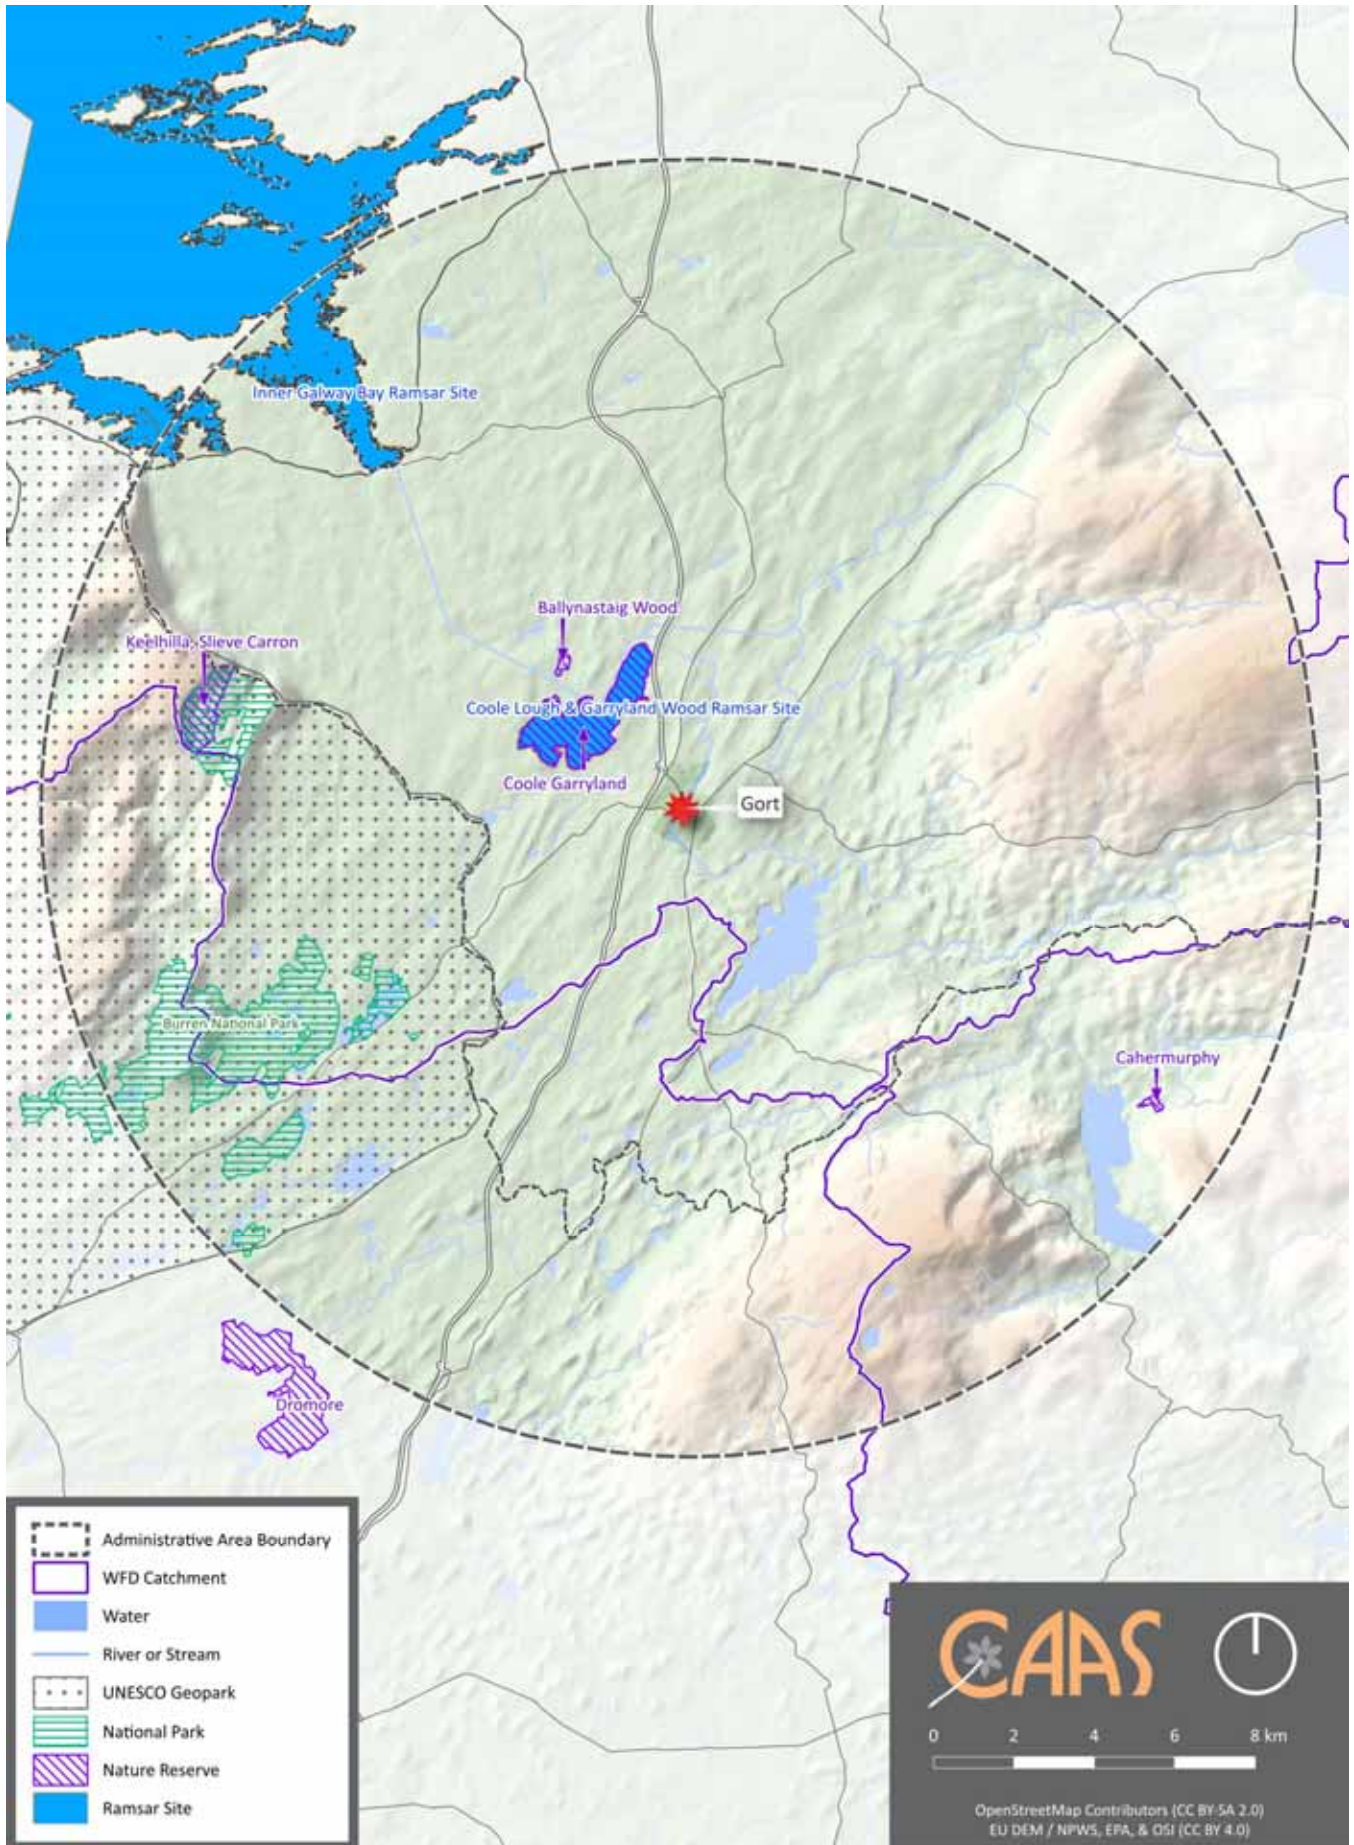 Inner Galway Bay Ramsar Site
Ballynastaig Wood
Keelhilla, Slieve Carron
Coole Lough & Garryland Wood Ramsar Site
Coole Garryland
Gort
Burren National Park
Cahermurphy
Dromore
Administrative Area Boundary
WFD Catchment
Water
River or Stream
UNESCO Geopark
National Park
Nature Reserve
Ramsar Site
CAAS
0 2 4 6 8 km
OpenStreetMap Contributors (CC BY-SA 2.0)
EU DEM / NPWS, EPA, & OSI (CC BY 4.0)